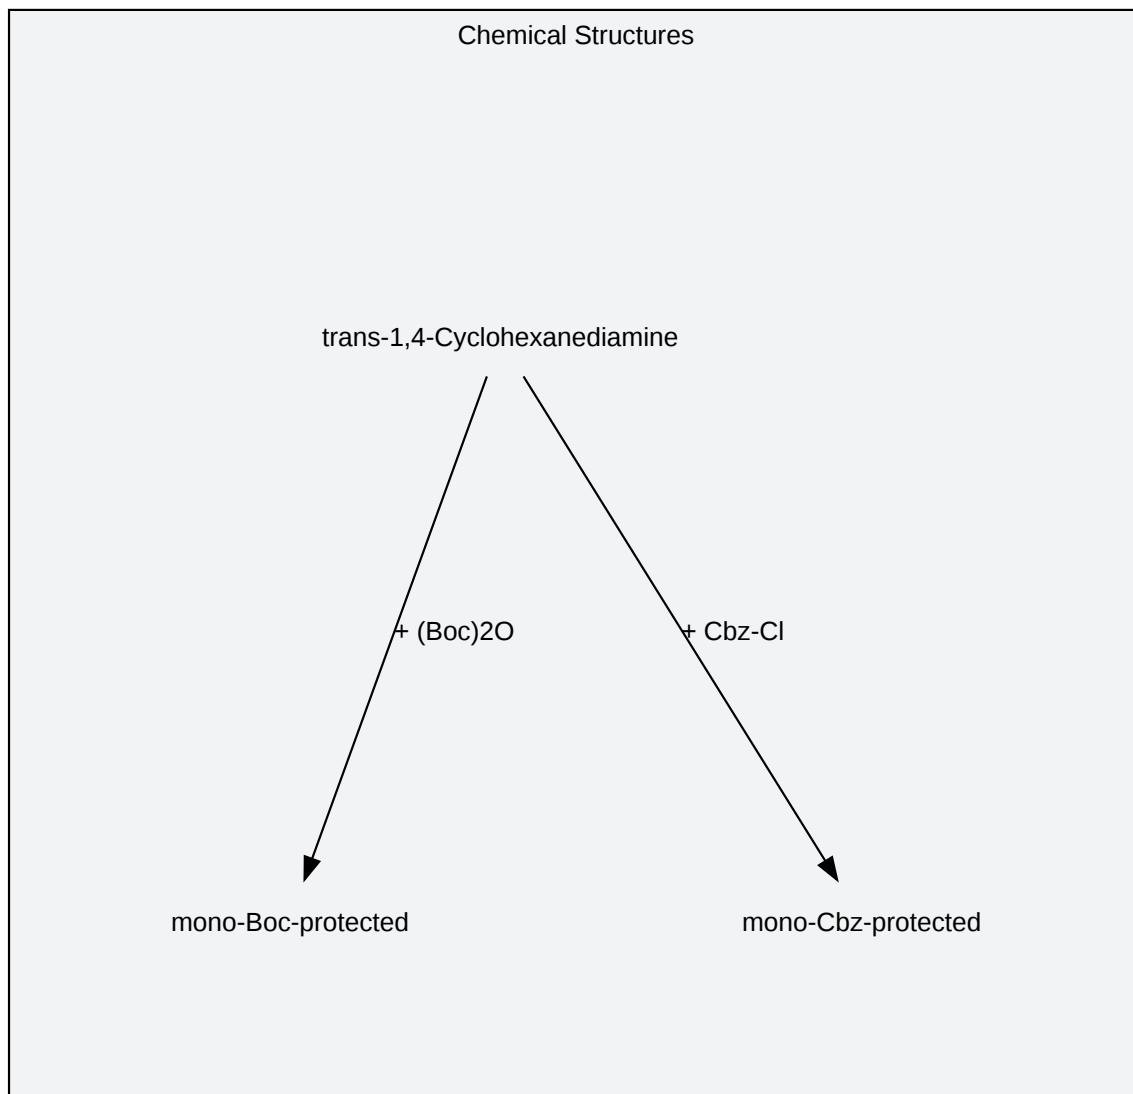 Chemical Structures
trans-1,4-Cyclohexanediamine
+ (Boc)2O
+ Cbz-Cl
mono-Boc-protected
mono-Cbz-protected